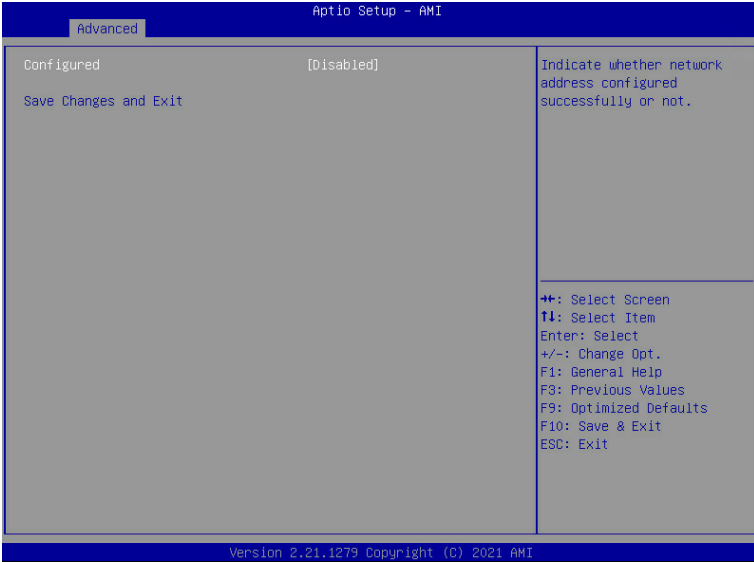 Aptio Setup – AMI
Advanced
Configured [Disabled]
Save Changes and Exit
Indicate whether network
address configured
successfully or not.
→←: Select Screen
↑↓: Select Item
Enter: Select
+/-: Change Opt.
F1: General Help
F3: Previous Values
F9: Optimized Defaults
F10: Save & Exit
ESC: Exit
Version 2.21.1279 Copyright (C) 2021 AMI